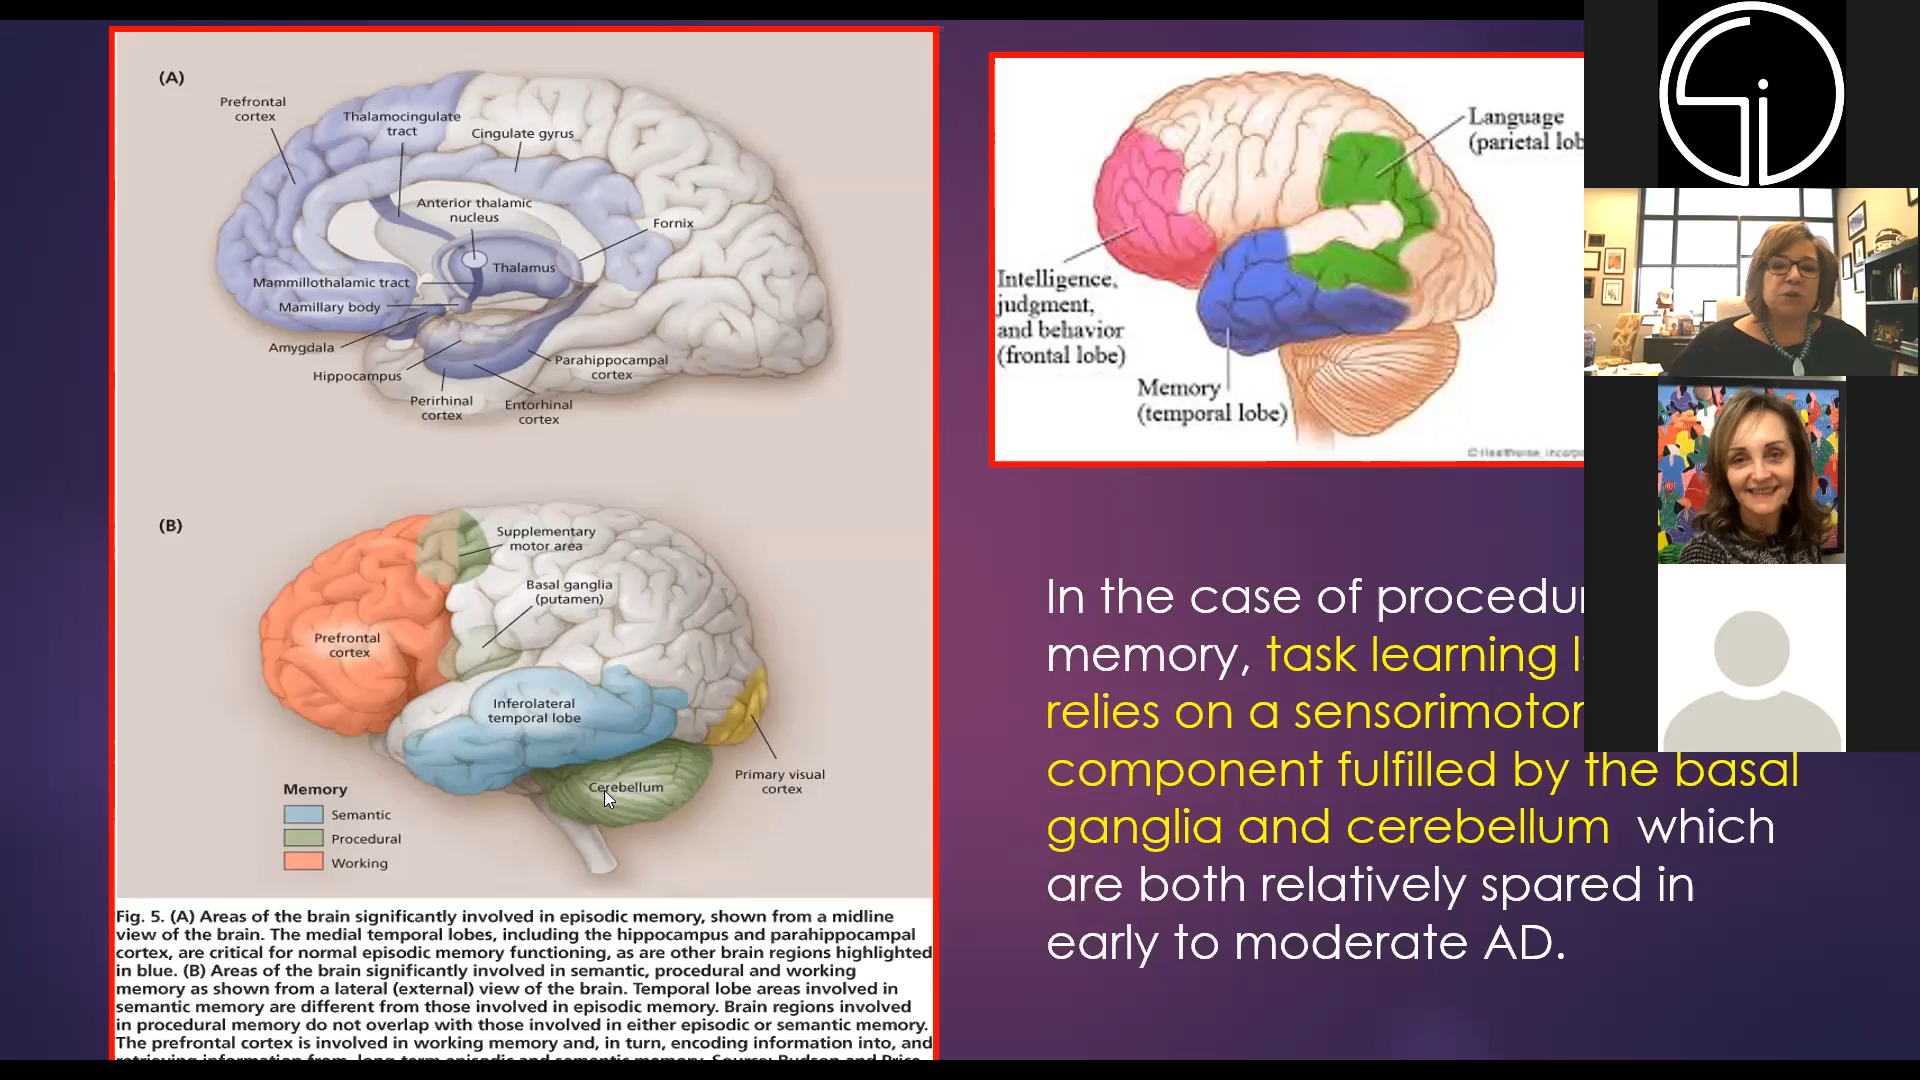 (A)
Prefrontal
cortex
Thalamocingulate
tract
Cingulate gyrus
Anterior thalamic
nucleus
Fornix
Thalamus
Mammillothalamic tract
Mamillary body
Amygdala
Hippocampus
Parahippocampal
cortex
Perirhinal
cortex
Entorhinal
cortex
(B)
Supplementary
motor area
Basal ganglia
(putamen)
Prefrontal
cortex
Inferolateral
temporal lobe
Cerebellum
Primary visual
cortex
Memory
Semantic
Procedural
Working
Fig. 5. (A) Areas of the brain significantly involved in episodic memory, shown from a midline
view of the brain. The medial temporal lobes, including the hippocampus and parahippocampal
cortex, are critical for normal episodic memory functioning, as are other brain regions highlighted
in blue. (B) Areas of the brain significantly involved in semantic, procedural and working
memory as shown from a lateral (external) view of the brain. Temporal lobe areas involved in
semantic memory are different from those involved in episodic memory. Brain regions involved
in procedural memory do not overlap with those involved in either episodic or semantic memory.
The prefrontal cortex is involved in working memory and, in turn, encoding information into, and
Language
(parietal lob
Intelligence,
judgment,
and behavior
(frontal lobe)
Memory
(temporal lobe)
In the case of procedu
memory, task learning
relies on a sensorimotor
component fulfilled by the basal
ganglia and cerebellum which
are both relatively spared in
early to moderate AD.